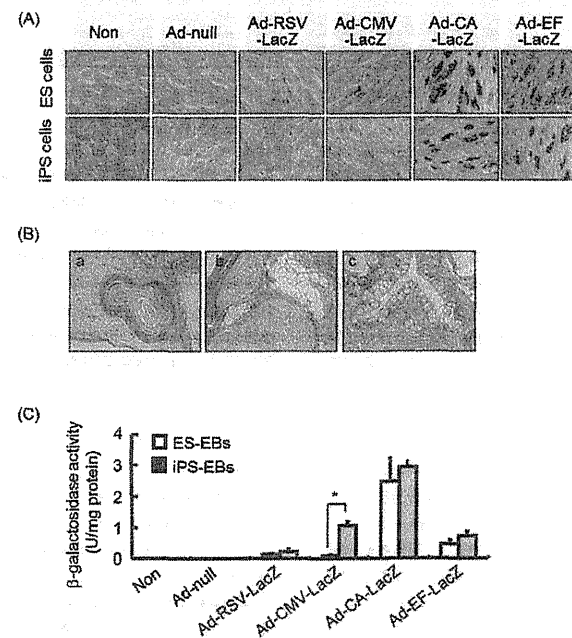 (A)
Non Ad-null Ad-RSV -LacZ Ad-CMV -LacZ Ad-CA -LacZ Ad-EF -LacZ
ES cells
iPS cells
(B)
a b c
(C)
β-galactosidase activity
(U/mg protein)
4
3
2
1
0
ES-EBs
iPS-EBs
*
Non Ad-null Ad-RSV-LacZ Ad-CMV-LacZ Ad-CA-LacZ Ad-EF-LacZ